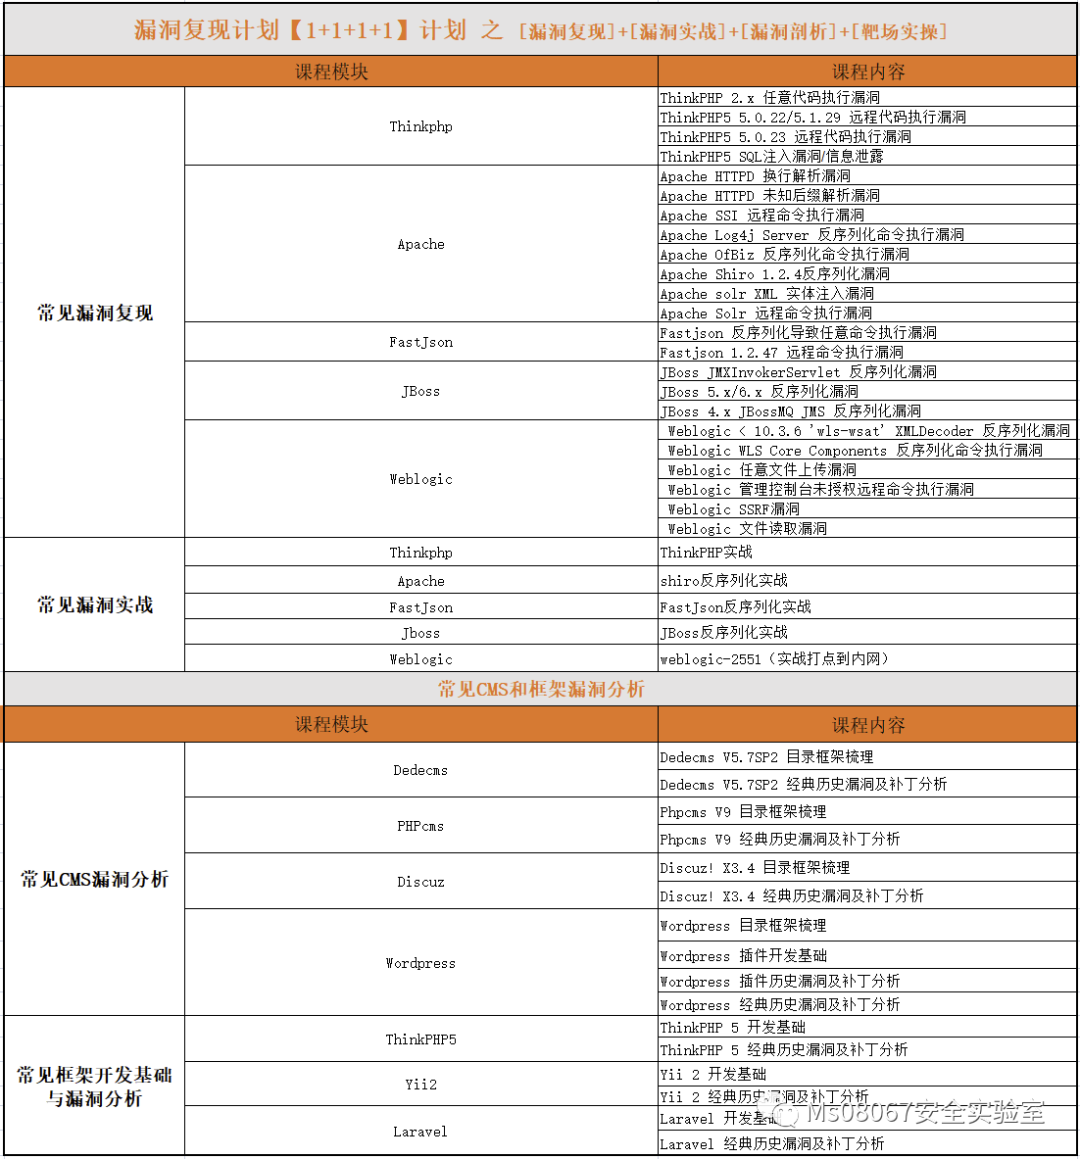 漏洞复现计划【1+1+1+1】计划 之 [漏洞复现]+[漏洞实战]+[漏洞剖析]+[靶场实操]
课程模块 课程内容
常见漏洞复现
Thinkphp
ThinkPHP 2.x 任意代码执行漏洞
ThinkPHP5 5.0.22/5.1.29 远程代码执行漏洞
ThinkPHP5 5.0.23 远程代码执行漏洞
ThinkPHP5 SQL注入漏洞/信息泄露
Apache
Apache HTTPD 换行解析漏洞
Apache HTTPD 未知后缀解析漏洞
Apache SSI 远程命令执行漏洞
Apache Log4j Server 反序列化命令执行漏洞
Apache OfBiz 反序列化命令执行漏洞
Apache Shiro 1.2.4反序列化漏洞
Apache solr XML 实体注入漏洞
Apache Solr 远程命令执行漏洞
FastJson
Fastjson 反序列化导致任意命令执行漏洞
Fastjson 1.2.47 远程命令执行漏洞
JBoss
JBoss JMXInvokerServlet 反序列化漏洞
JBoss 5.x/6.x 反序列化漏洞
JBoss 4.x JBossMQ JMS 反序列化漏洞
Weblogic
Weblogic < 10.3.6 'wls-wsat' XMLDecoder 反序列化漏洞
Weblogic WLS Core Components 反序列化命令执行漏洞
Weblogic 任意文件上传漏洞
Weblogic 管理控制台未授权远程命令执行漏洞
Weblogic SSRF漏洞
Weblogic 文件读取漏洞
常见漏洞实战
Thinkphp ThinkPHP实战
Apache shiro反序列化实战
FastJson FastJson反序列化实战
Jboss JBoss反序列化实战
Weblogic weblogic-2551（实战打点到内网）
常见CMS和框架漏洞分析
课程模块 课程内容
常见CMS漏洞分析
Dedecms
Dedecms V5.7SP2 目录框架梳理
Dedecms V5.7SP2 经典历史漏洞及补丁分析
PHPcms
Phpcms V9 目录框架梳理
Phpcms V9 经典历史漏洞及补丁分析
Discuz
Discuz! X3.4 目录框架梳理
Discuz! X3.4 经典历史漏洞及补丁分析
Wordpress
Wordpress 目录框架梳理
Wordpress 插件开发基础
Wordpress 插件历史漏洞及补丁分析
Wordpress 经典历史漏洞及补丁分析
常见框架开发基础
与漏洞分析
ThinkPHP5
ThinkPHP 5 开发基础
ThinkPHP 5 经典历史漏洞及补丁分析
Yii2
Yii 2 开发基础
Yii 2 经典历史漏洞及补丁分析
Laravel
Laravel 开发基础
Laravel 经典历史漏洞及补丁分析
Ms08067安全实验室